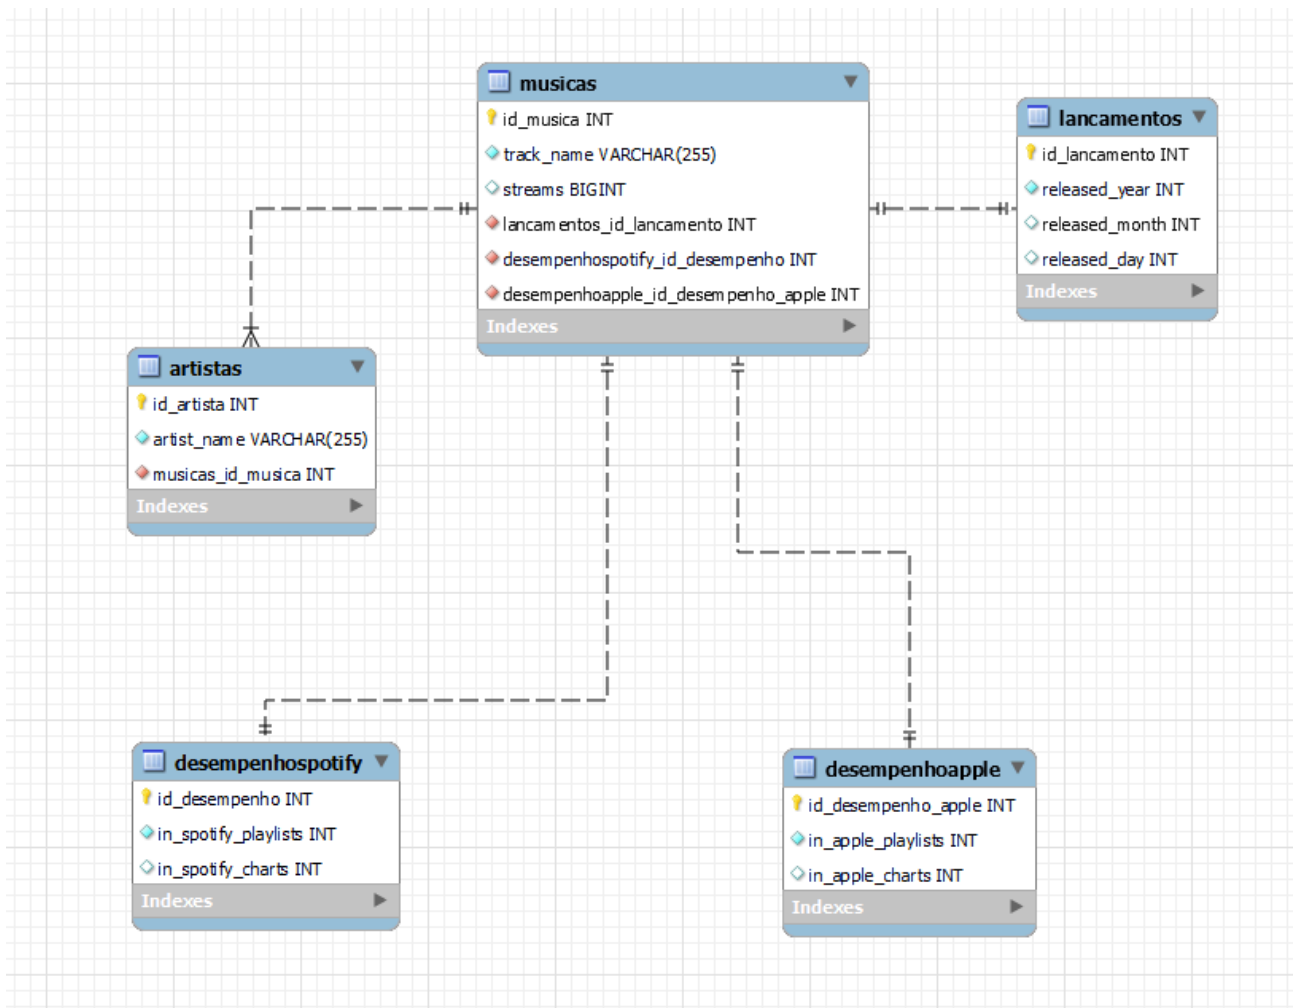 musicas
id_musica INT
track_name VARCHAR(255)
streams BIGINT
lancamentos_id_lancamento INT
desempenhospotify_id_desempenho INT
desempenhoapple_id_desempenho_apple INT
Indexes
lancamentos
id_lancamento INT
released_year INT
released_month INT
released_day INT
Indexes
artistas
id_artista INT
artist_name VARCHAR(255)
musicas_id_musica INT
Indexes
desempenhospotify
id_desempenho INT
in_spotify_playlists INT
in_spotify_charts INT
Indexes
desempenhoapple
id_desempenho_apple INT
in_apple_playlists INT
in_apple_charts INT
Indexes